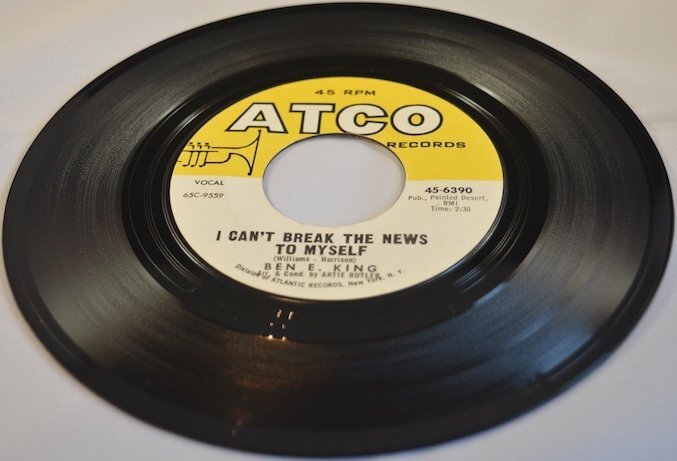 45 RPM
ATCO
RECORDS
VOCAL
65C-9559
45-6390
Pub., Painted Desert,
BMI
Time: 2:30
I CAN'T BREAK THE NEWS
TO MYSELF
(Williams - Harrison)
BEN E. KING
Arr. & Cond. by ARTIE BUTLER
Division of ATLANTIC RECORDS, New York, N. Y.